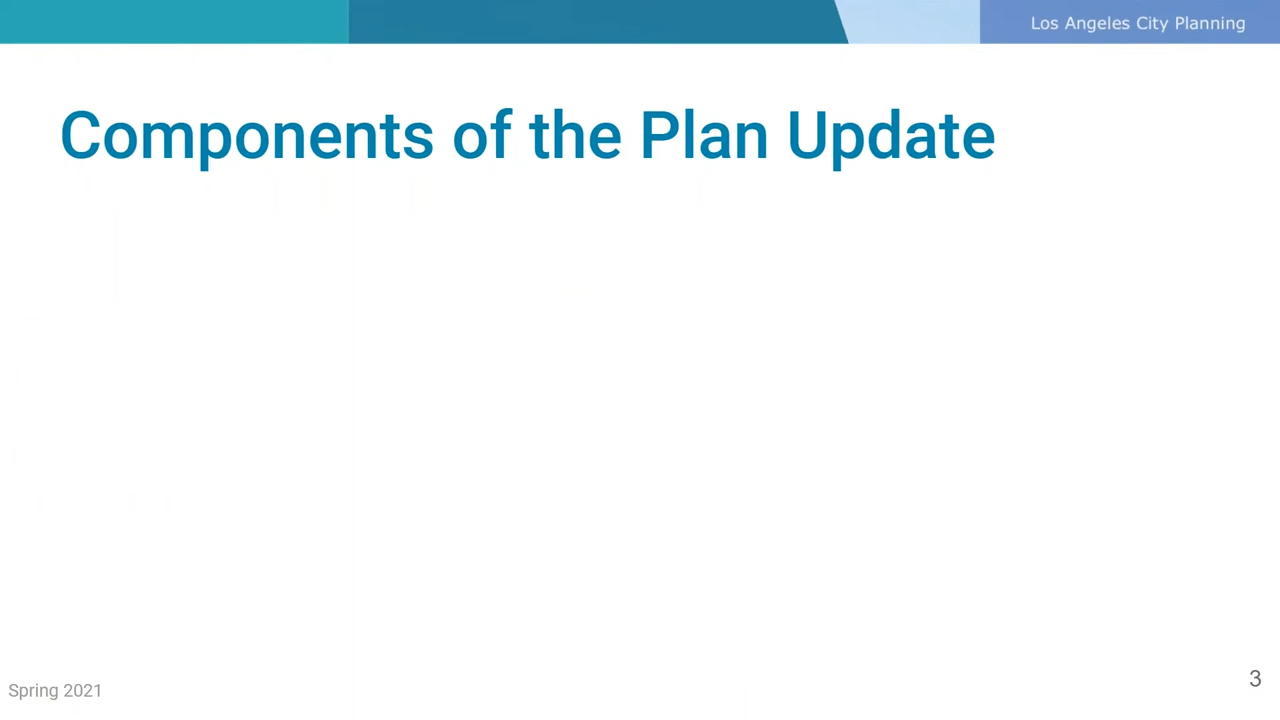 Los Angeles City Planning
Components of the Plan Update
Spring 2021
3